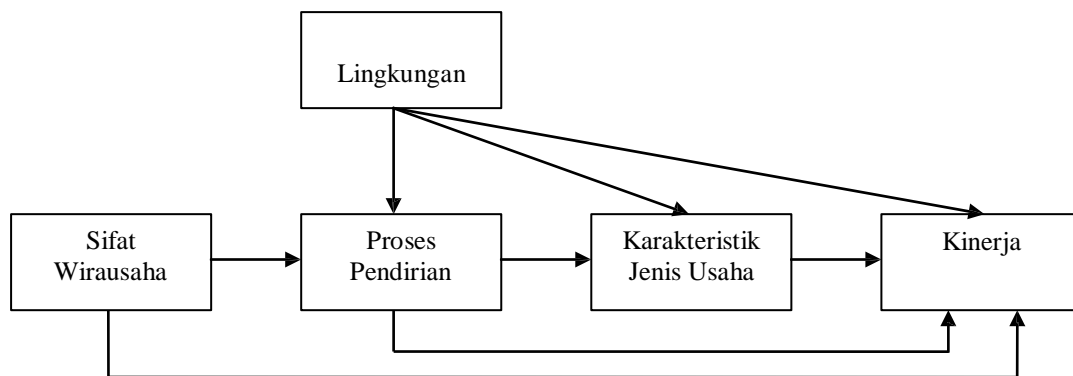 Lingkungan
Sifat
Wirausaha
Proses
Pendirian
Karakteristik
Jenis Usaha
Kinerja